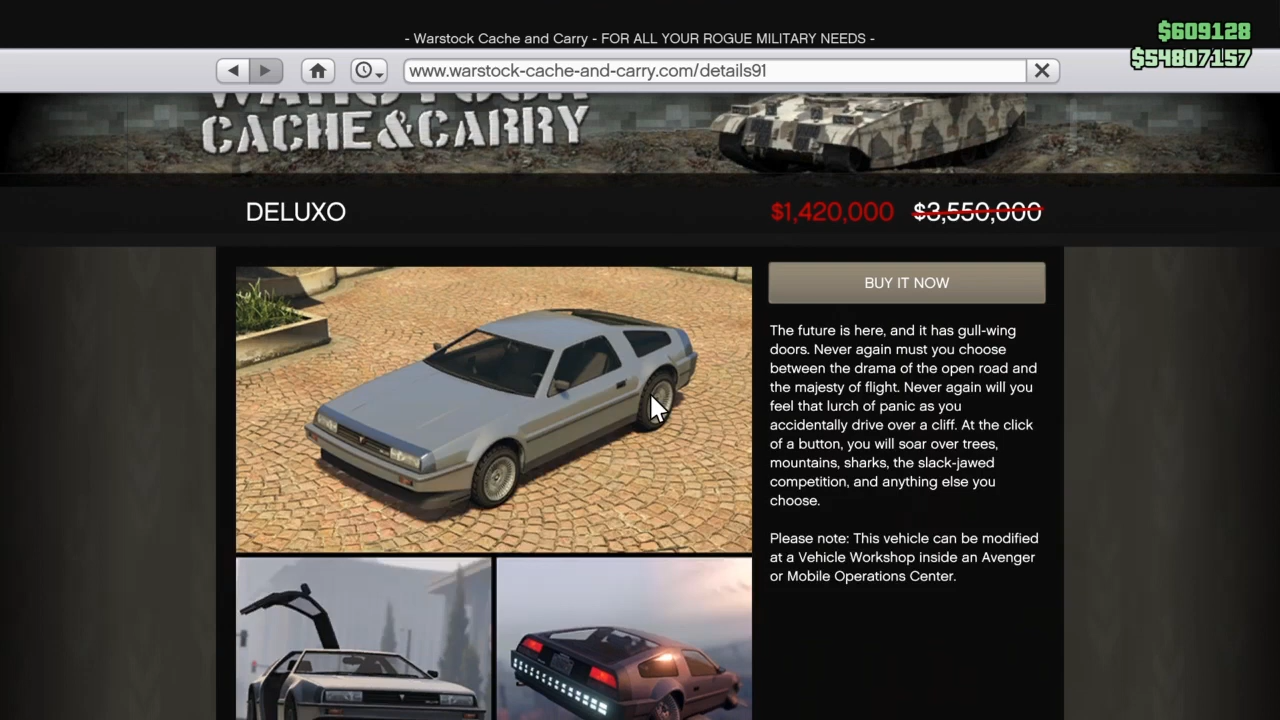 - Warstock Cache and Carry - FOR ALL YOUR ROGUE MILITARY NEEDS -
$609128
$54807157
www.warstock-cache-and-carry.com/details91
WARSTOCK
CACHE&CARRY
DELUXO
$1,420,000 $3,550,000
BUY IT NOW
The future is here, and it has gull-wing
doors. Never again must you choose
between the drama of the open road and
the majesty of flight. Never again will you
feel that lurch of panic as you
accidentally drive over a cliff. At the click
of a button, you will soar over trees,
mountains, sharks, the slack-jawed
competition, and anything else you
choose.
Please note: This vehicle can be modified
at a Vehicle Workshop inside an Avenger
or Mobile Operations Center.